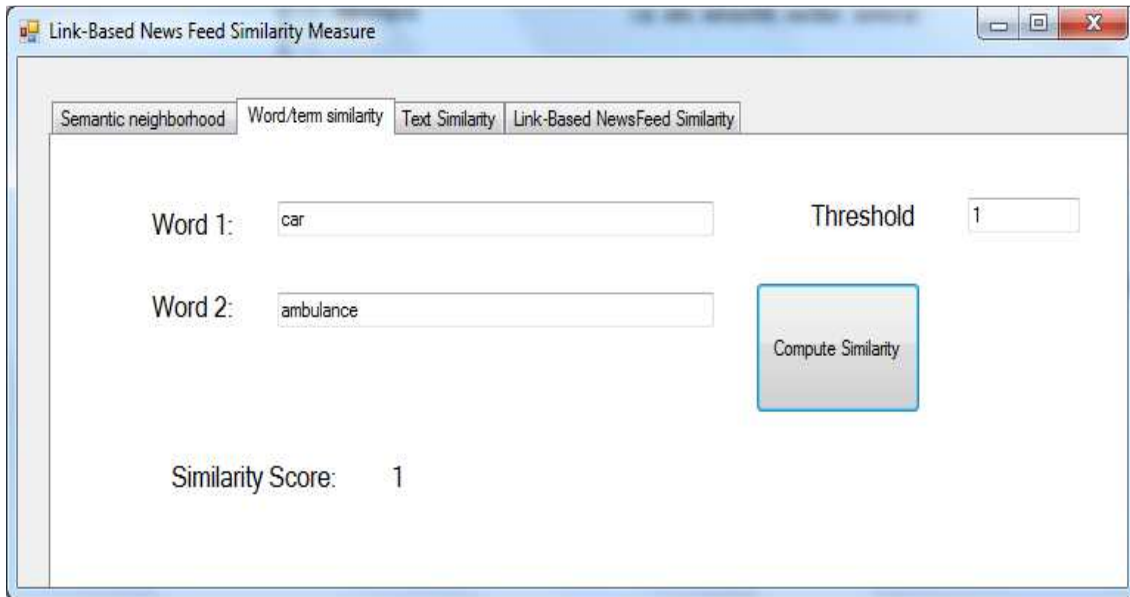 Link-Based News Feed Similarity Measure
Semantic neighborhood Word/term similarity Text Similarity Link-Based NewsFeed Similarity
Word 1: car Threshold 1
Word 2: ambulance
Compute Similarity
Similarity Score: 1